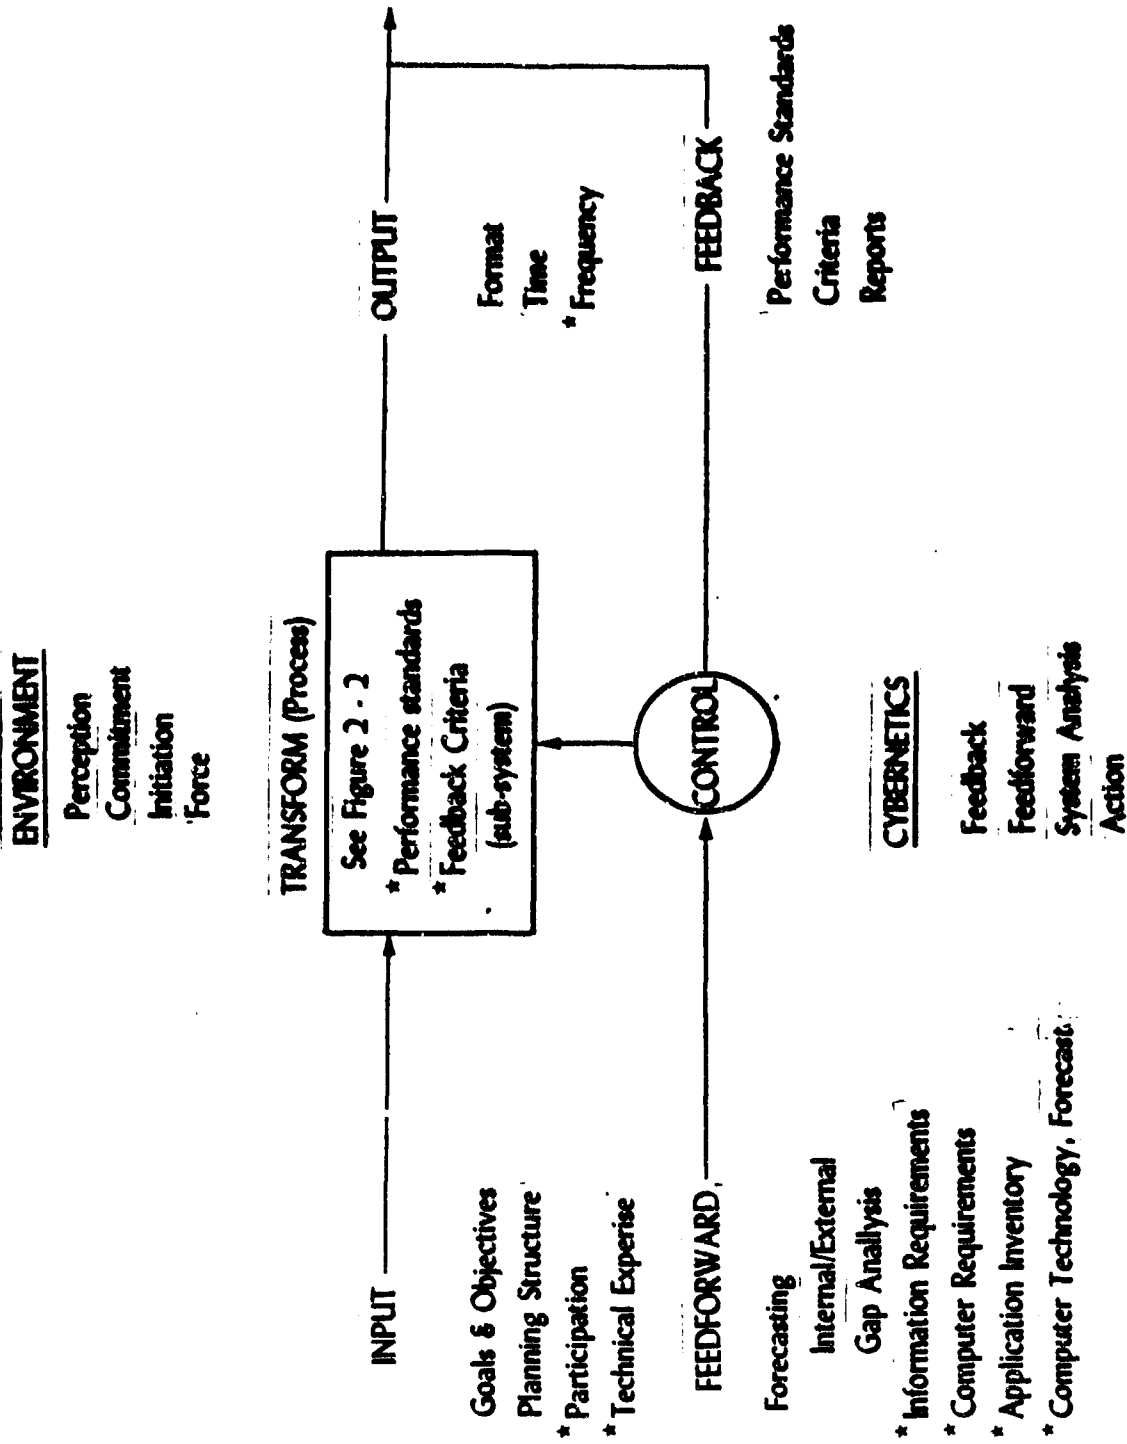 ENVIRONMENT
Perception
Commitment
Initiation
Force
TRANSFORM (Process)
See Figure 2 - 2
* Performance standards
* Feedback Criteria
(sub-system)
INPUT
Goals & Objectives
Planning Structure
* Participation
* Technical Experise
OUTPUT
Format
Time
* Frequency
FEEDFORWARD
Forecasting
Internal/External
Gap Anallysis
* Information Requirements
* Computer Requirements
* Application Inventory
* Computer Technology, Forecast
CONTROL
CYBERNETICS
Feedback
Feedforward
System Analysis
Action
FEEDBACK
Performance Standards
Criteria
Reports